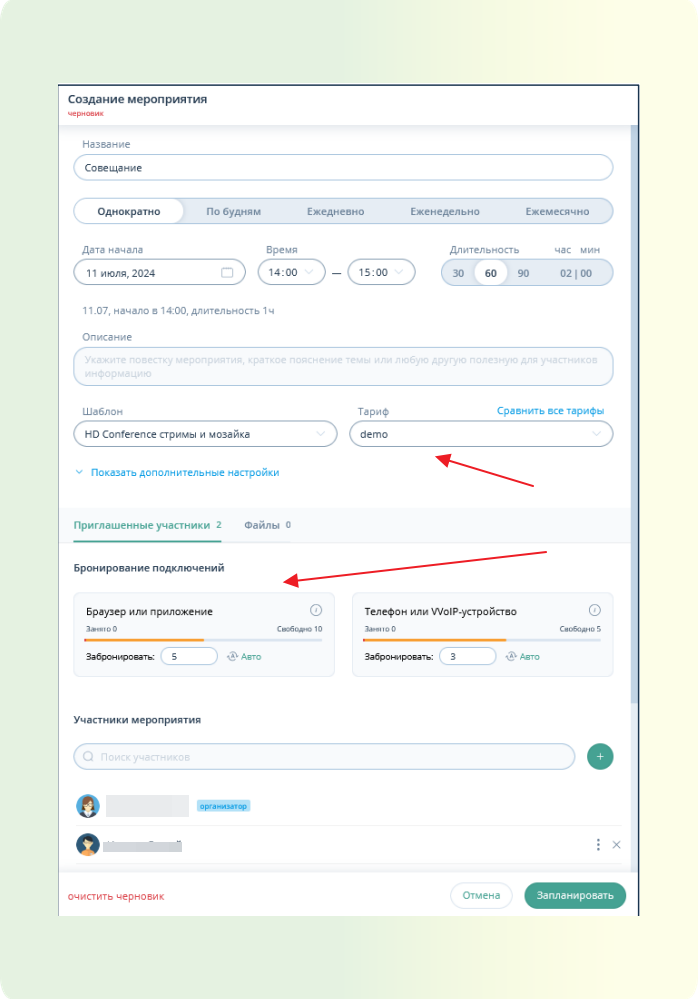 Создание мероприятия
черновик
Название
Совещание
Однократно По будням Ежедневно Еженедельно Ежемесячно
Дата начала Время Длительность час мин
11 июля, 2024 14:00 — 15:00 30 60 90 02 | 00
11.07, начало в 14:00, длительность 1ч
Описание
Укажите повестку мероприятия, краткое пояснение темы или любую другую полезную для участников
информацию
Шаблон Тариф Сравнить все тарифы
HD Conference стримы и мозайка demo
Показать дополнительные настройки
Приглашенные участники 2 Файлы 0
Бронирование подключений
Браузер или приложение Телефон или VVoIP-устройство
Занято 0 Свободно 10 Занято 0 Свободно 5
Забронировать: 5 Авто Забронировать: 3 Авто
Участники мероприятия
Поиск участников
организатор
очистить черновик Отмена Запланировать